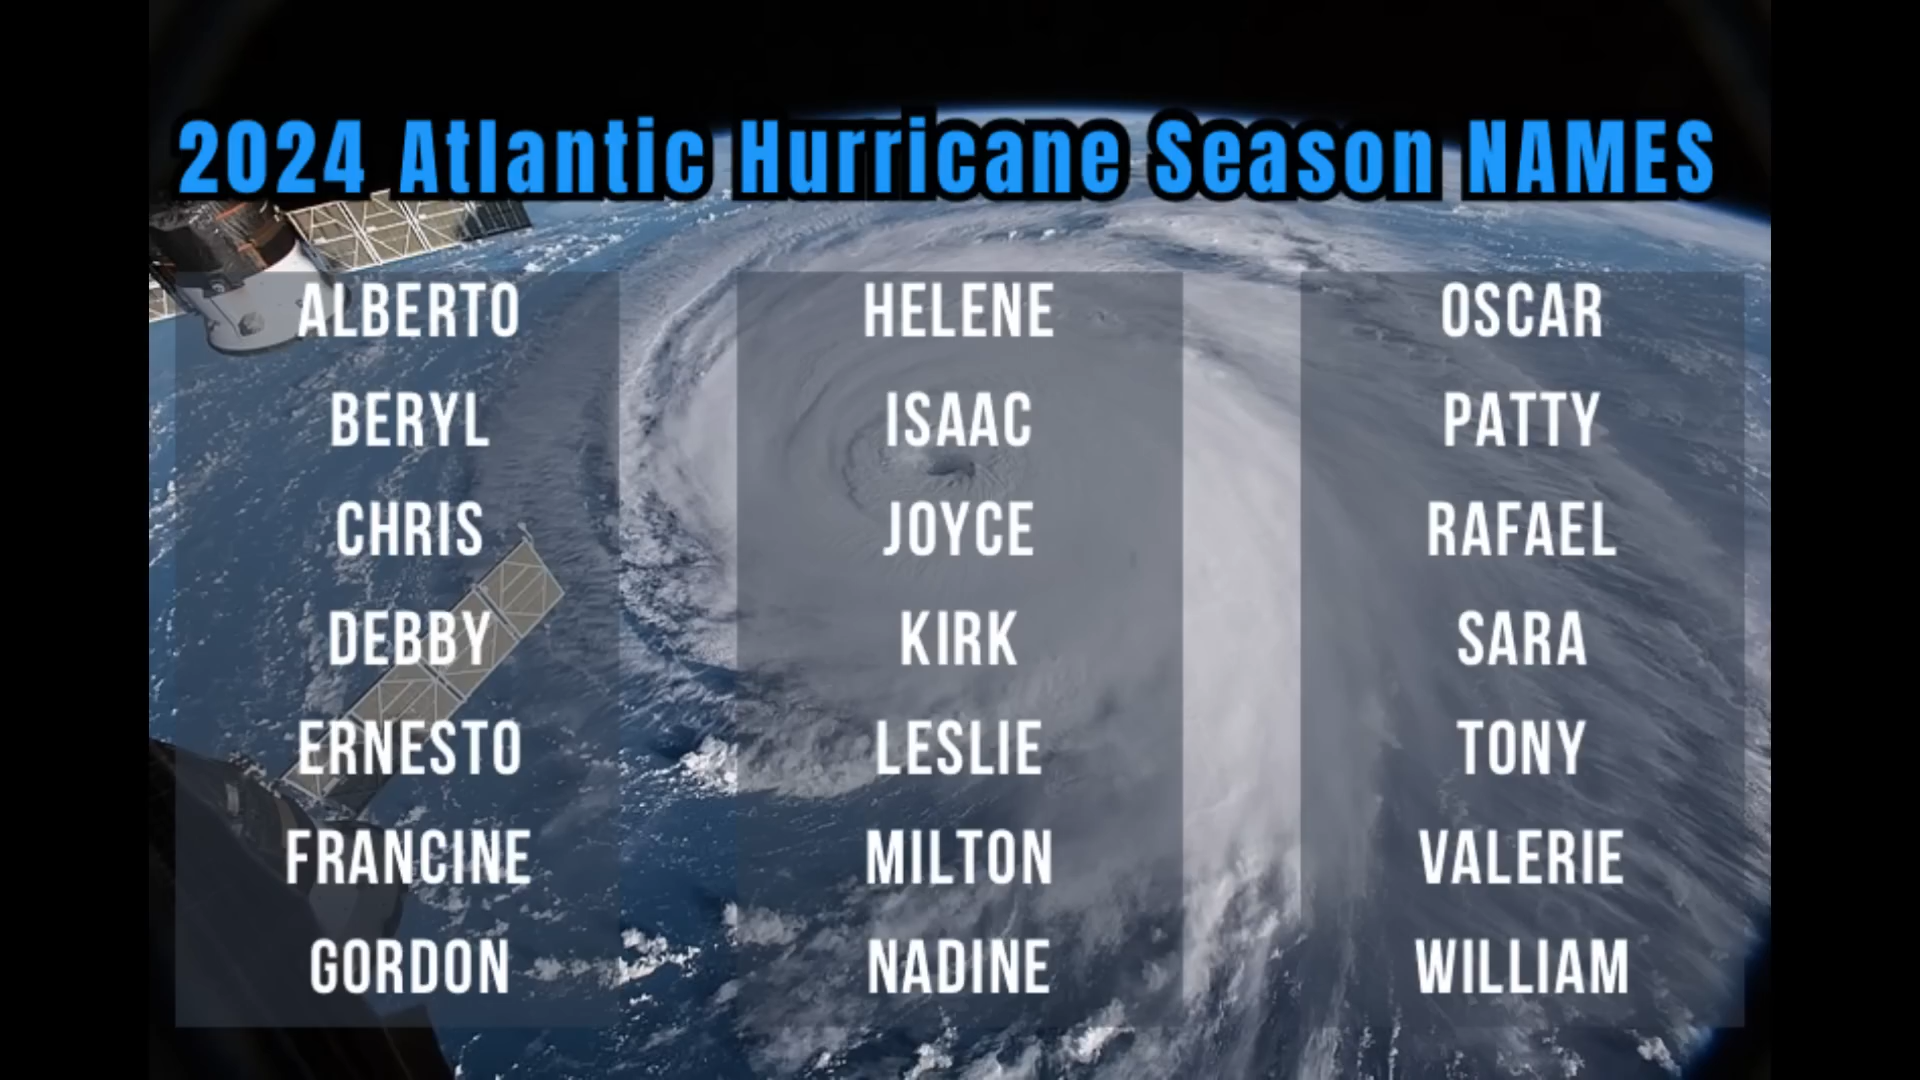 2024 Atlantic Hurricane Season NAMES
ALBERTO
BERYL
CHRIS
DEBBY
ERNESTO
FRANCINE
GORDON
HELENE
ISAAC
JOYCE
KIRK
LESLIE
MILTON
NADINE
OSCAR
PATTY
RAFAEL
SARA
TONY
VALERIE
WILLIAM